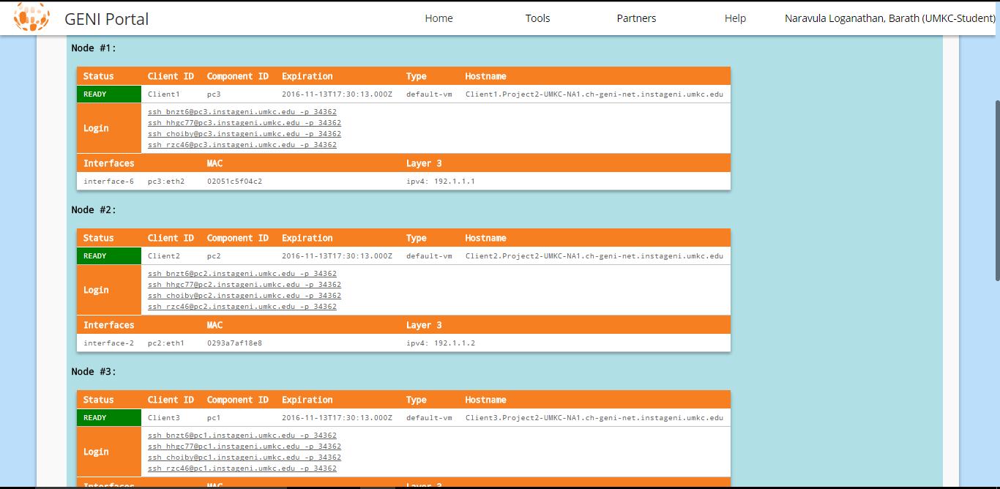 GENI Portal Home Tools Partners Help Naravula Loganathan, Barath (UMKC-Student)
Node #1:
Status Client ID Component ID Expiration Type Hostname
READY Client1 pc3 2016-11-13T17:30:13.000Z default-vm Client1.Project2-UMKC-NA1.ch-geni-net.instageni.umkc.edu
Login
ssh bnzt6@pc3.instageni.umkc.edu -p 34362
ssh hhgc77@pc3.instageni.umkc.edu -p 34362
ssh choiby@pc3.instageni.umkc.edu -p 34362
ssh rzc46@pc3.instageni.umkc.edu -p 34362
Interfaces MAC Layer 3
interface-6 pc3:eth2 02051c5f04c2 ipv4: 192.1.1.1
Node #2:
Status Client ID Component ID Expiration Type Hostname
READY Client2 pc2 2016-11-13T17:30:13.000Z default-vm Client2.Project2-UMKC-NA1.ch-geni-net.instageni.umkc.edu
Login
ssh bnzt6@pc2.instageni.umkc.edu -p 34362
ssh hhgc77@pc2.instageni.umkc.edu -p 34362
ssh choiby@pc2.instageni.umkc.edu -p 34362
ssh rzc46@pc2.instageni.umkc.edu -p 34362
Interfaces MAC Layer 3
interface-2 pc2:eth1 0293a7af18e8 ipv4: 192.1.1.2
Node #3:
Status Client ID Component ID Expiration Type Hostname
READY Client3 pc1 2016-11-13T17:30:13.000Z default-vm Client3.Project2-UMKC-NA1.ch-geni-net.instageni.umkc.edu
Login
ssh bnzt6@pc1.instageni.umkc.edu -p 34362
ssh hhgc77@pc1.instageni.umkc.edu -p 34362
ssh choiby@pc1.instageni.umkc.edu -p 34362
ssh rzc46@pc1.instageni.umkc.edu -p 34362
Interfaces MAC Layer 3